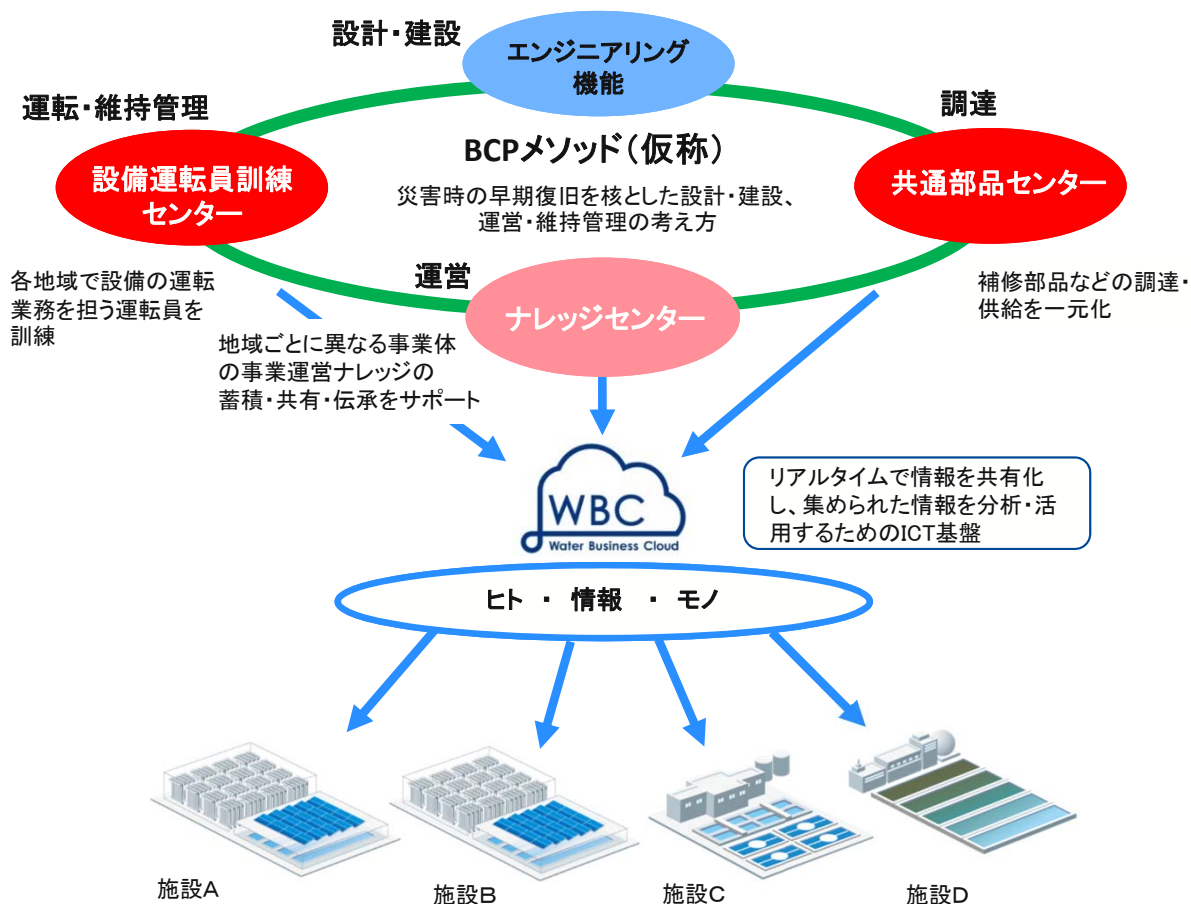 設計・建設
エンジニアリング
機能
運転・維持管理
調達
設備運転員訓練
センター
BCPメソッド（仮称）
災害時の早期復旧を核とした設計・建設、
運営・維持管理の考え方
共通部品センター
各地域で設備の運転
業務を担う運転員を
訓練
運営
ナレッジセンター
補修部品などの調達・
供給を一元化
地域ごとに異なる事業体
の事業運営ナレッジの
蓄積・共有・伝承をサポート
WBC
Water Business Cloud
リアルタイムで情報を共有化
し、集められた情報を分析・活
用するためのICT基盤
ヒト ・ 情報 ・ モノ
施設A
施設B
施設C
施設D